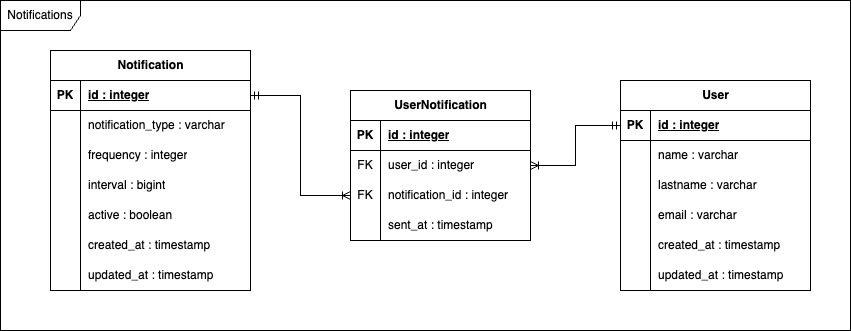 Notifications
Notification
PK id : integer
notification_type : varchar
frequency : integer
interval : bigint
active : boolean
created_at : timestamp
updated_at : timestamp
UserNotification
PK id : integer
FK user_id : integer
FK notification_id : integer
sent_at : timestamp
User
PK id : integer
name : varchar
lastname : varchar
email : varchar
created_at : timestamp
updated_at : timestamp